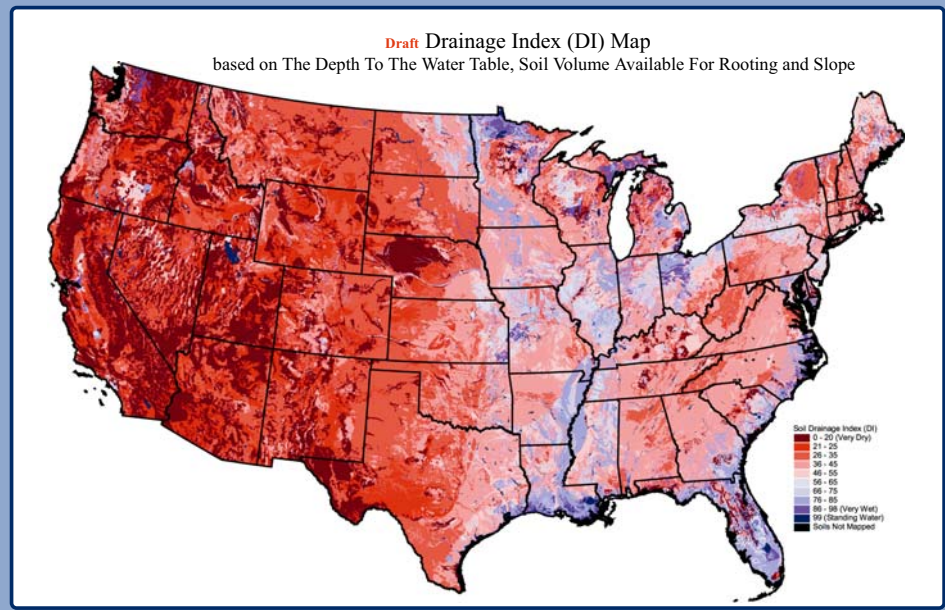 Draft Drainage Index (DI) Map
based on The Depth To The Water Table, Soil Volume Available For Rooting and Slope
Soil Drainage Index (DI)
0 - 20 (Very Dry)
21 - 25
26 - 35
36 - 45
46 - 55
56 - 65
66 - 75
76 - 85
86 - 98 (Very Wet)
99 (Standing Water)
Soils Not Mapped